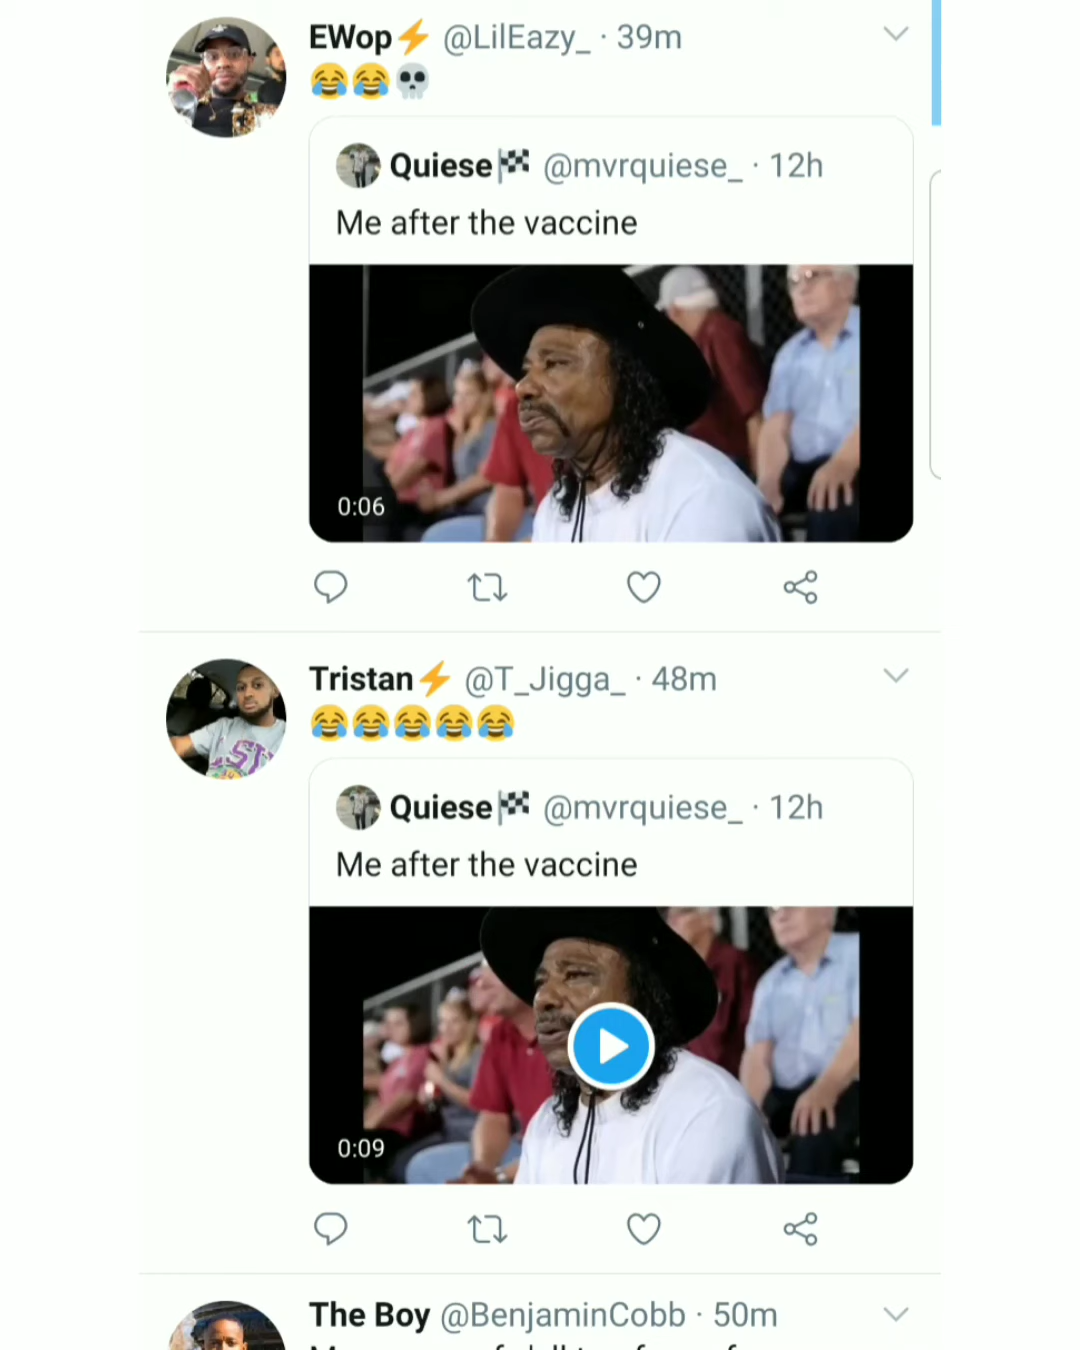 EWop⚡ @LilEazy_ · 39m
😂😂💀
Quiese🏁 @mvrquiese_ · 12h
Me after the vaccine
0:06
Tristan⚡ @T_Jigga_ · 48m
😂😂😂😂😂
Quiese🏁 @mvrquiese_ · 12h
Me after the vaccine
0:09
The Boy @BenjaminCobb · 50m